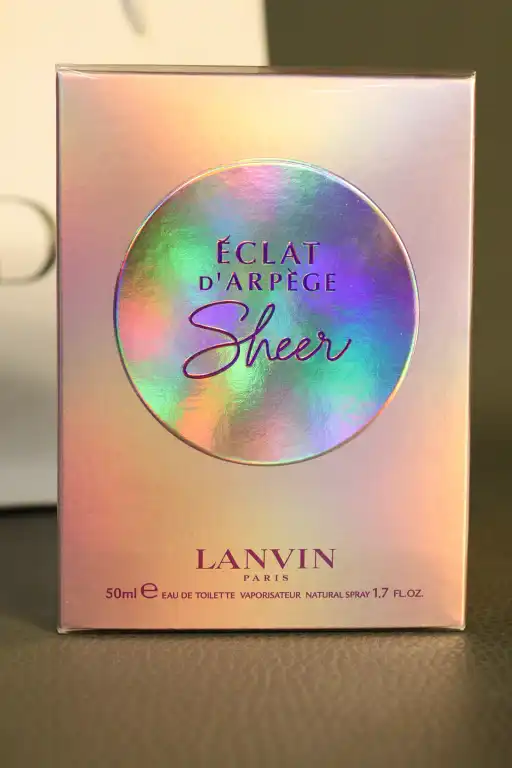 ÉCLAT
D'ARPÈGE
Sheer
LANVIN
PARIS
50ml e EAU DE TOILETTE VAPORISATEUR NATURAL SPRAY 1.7 FL.OZ.
D